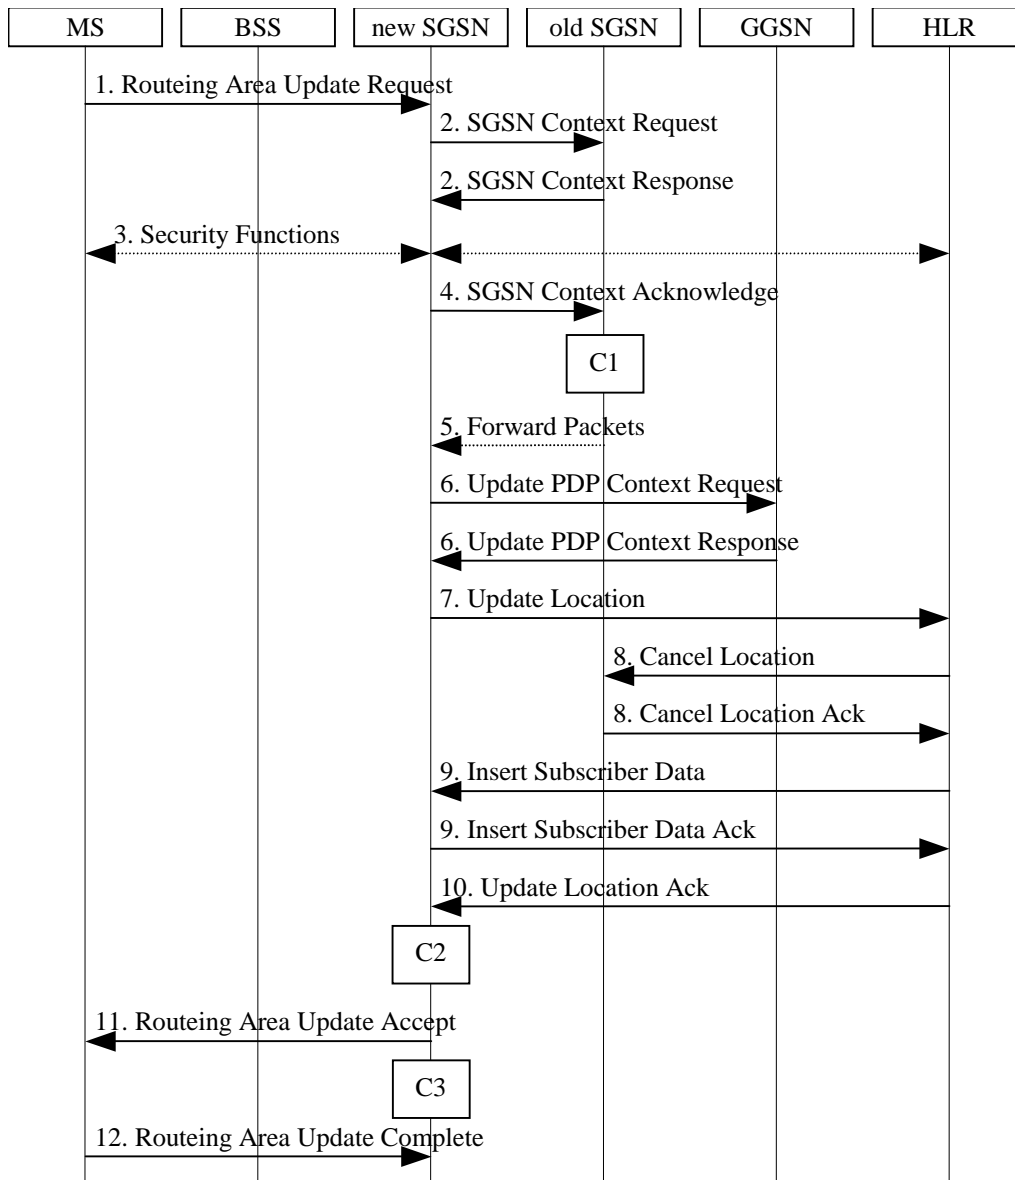 MS BSS new SGSN old SGSN GGSN HLR
1. Routeing Area Update Request
2. SGSN Context Request
2. SGSN Context Response
3. Security Functions
4. SGSN Context Acknowledge
C1
5. Forward Packets
6. Update PDP Context Request
6. Update PDP Context Response
7. Update Location
8. Cancel Location
8. Cancel Location Ack
9. Insert Subscriber Data
9. Insert Subscriber Data Ack
10. Update Location Ack
C2
11. Routeing Area Update Accept
C3
12. Routeing Area Update Complete